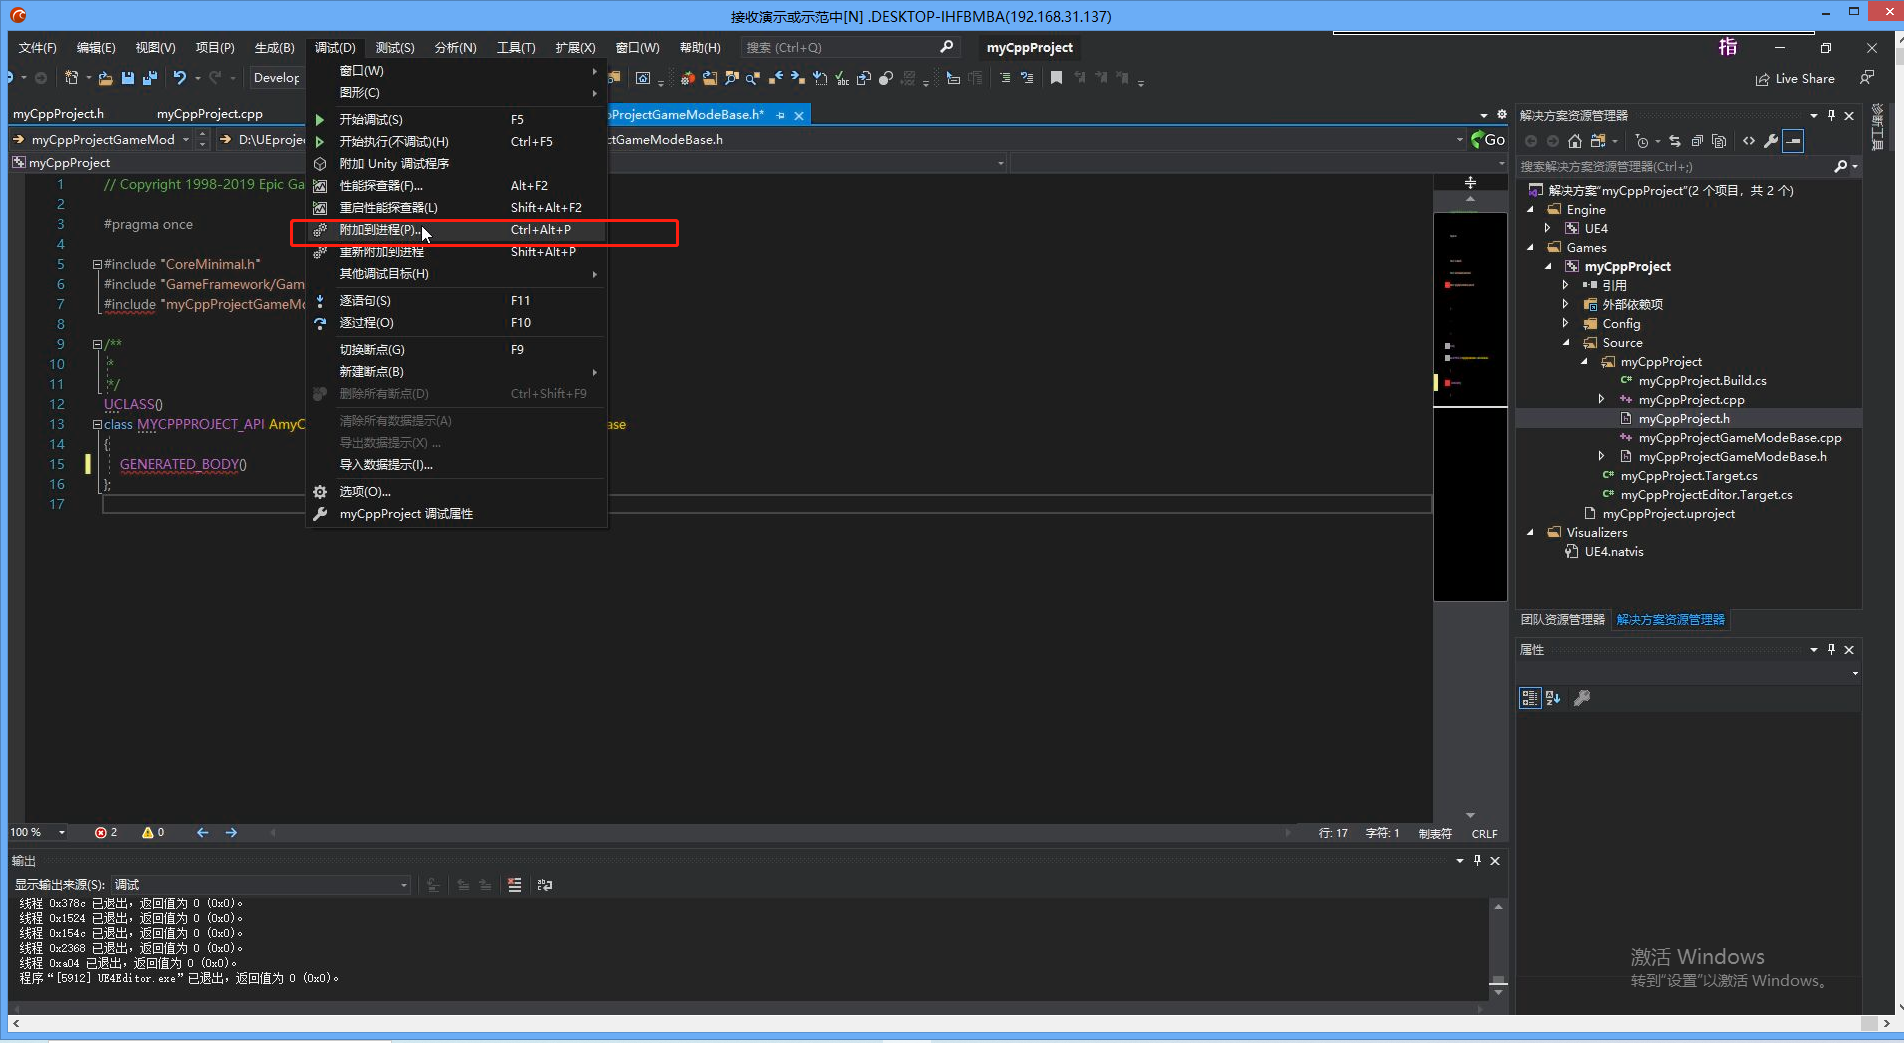 接收演示或示范中[N] .DESKTOP-IHFBMBA(192.168.31.137)
文件(F) 编辑(E) 视图(V) 项目(P) 生成(B) 调试(D) 测试(S) 分析(N) 工具(T) 扩展(X) 窗口(W) 帮助(H) 搜索 (Ctrl+Q) myCppProject 指
Develop
Live Share
myCppProject.h myCppProject.cpp pProjectGameModeBase.h*
myCppProjectGameMod D:\UEproje ctGameModeBase.h Go
myCppProject
窗口(W)
图形(C)
开始调试(S) F5
开始执行(不调试)(H) Ctrl+F5
附加 Unity 调试程序
性能探查器(F)... Alt+F2
重启性能探查器(L) Shift+Alt+F2
附加到进程(P)... Ctrl+Alt+P
重新附加到进程 Shift+Alt+P
其他调试目标(H)
逐语句(S) F11
逐过程(O) F10
切换断点(G) F9
新建断点(B)
删除所有断点(D) Ctrl+Shift+F9
清除所有数据提示(A)
导出数据提示(X) ...
导入数据提示(I)...
选项(O)...
myCppProject 调试属性
1 // Copyright 1998-2019 Epic Ga
2
3 #pragma once
4
5 #include "CoreMinimal.h"
6 #include "GameFramework/Gam
7 #include "myCppProjectGameMo
8
9 /**
10 *
11 */
12 UCLASS()
13 class MYCPPPROJECT_API AmyC ase
14 {
15 GENERATED_BODY()
16 };
17
100 % 2 0 行: 17 字符: 1 制表符 CRLF
输出
显示输出来源(S): 调试
线程 0x378c 已退出，返回值为 0 (0x0)。
线程 0x1524 已退出，返回值为 0 (0x0)。
线程 0x154c 已退出，返回值为 0 (0x0)。
线程 0x2368 已退出，返回值为 0 (0x0)。
线程 0xa04 已退出，返回值为 0 (0x0)。
程序“[5912] UE4Editor.exe”已退出，返回值为 0 (0x0)。
解决方案资源管理器
搜索解决方案资源管理器(Ctrl+;)
解决方案"myCppProject"(2 个项目，共 2 个)
Engine
UE4
Games
myCppProject
引用
外部依赖项
Config
Source
myCppProject
C# myCppProject.Build.cs
myCppProject.cpp
myCppProject.h
myCppProjectGameModeBase.cpp
myCppProjectGameModeBase.h
C# myCppProject.Target.cs
C# myCppProjectEditor.Target.cs
myCppProject.uproject
Visualizers
UE4.natvis
团队资源管理器 解决方案资源管理器
属性
诊断工具
激活 Windows
转到"设置"以激活 Windows。